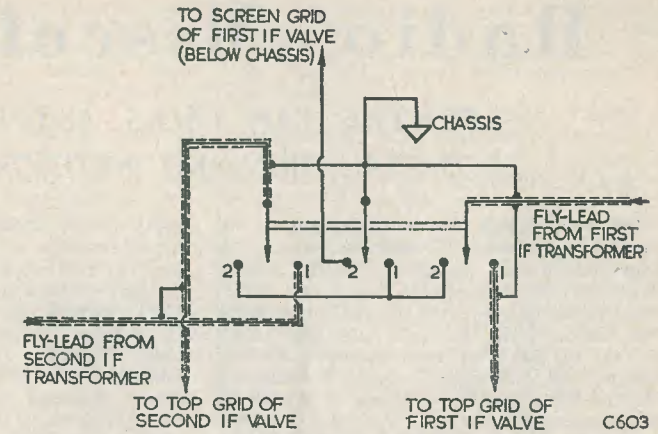 TO SCREEN GRID
OF FIRST IF VALVE
(BELOW CHASSIS)
CHASSIS
FLY-LEAD
FROM FIRST
IF TRANSFORMER
2
1
2
1
2
1
FLY-LEAD FROM
SECOND I F
TRANSFORMER
TO TOP GRID OF
SECOND IF VALVE
TO TOP GRID OF
FIRST IF VALVE
C603